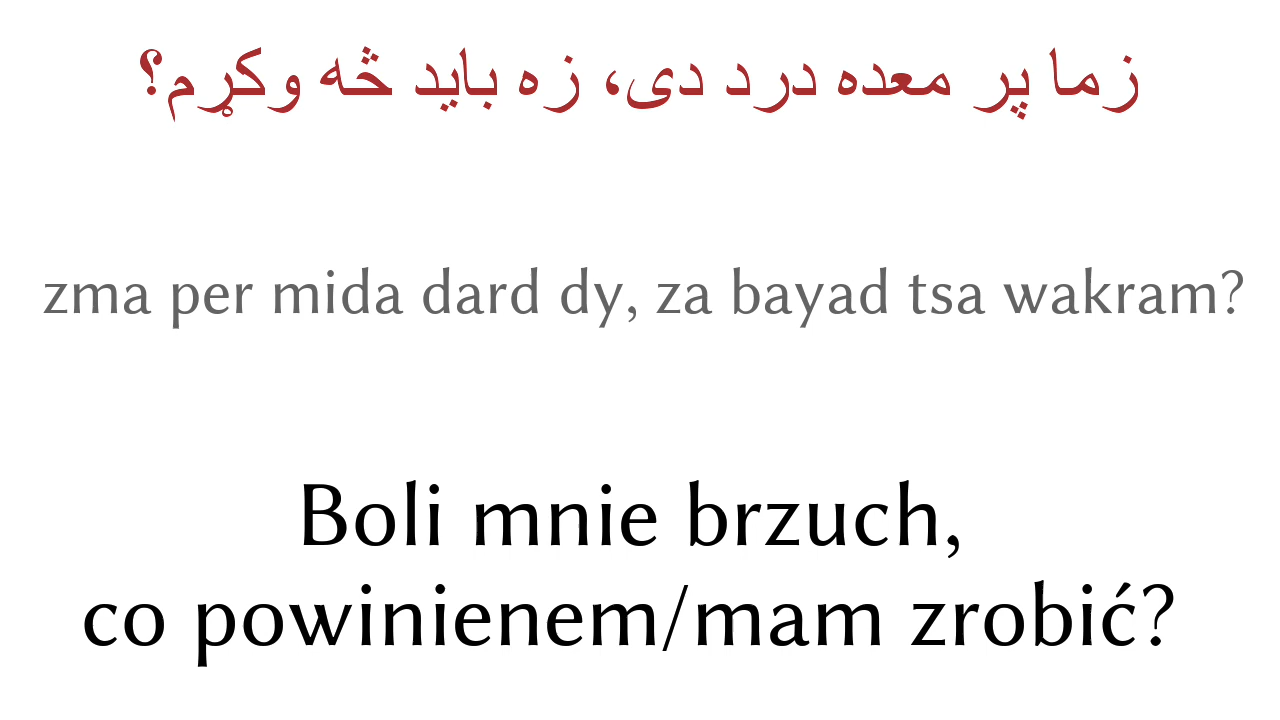 زما پر معده درد دی، زه باید څه وکړم؟
zma per mida dard dy, za bayad tsa wakram?
Boli mnie brzuch,
co powinienem/mam zrobić?